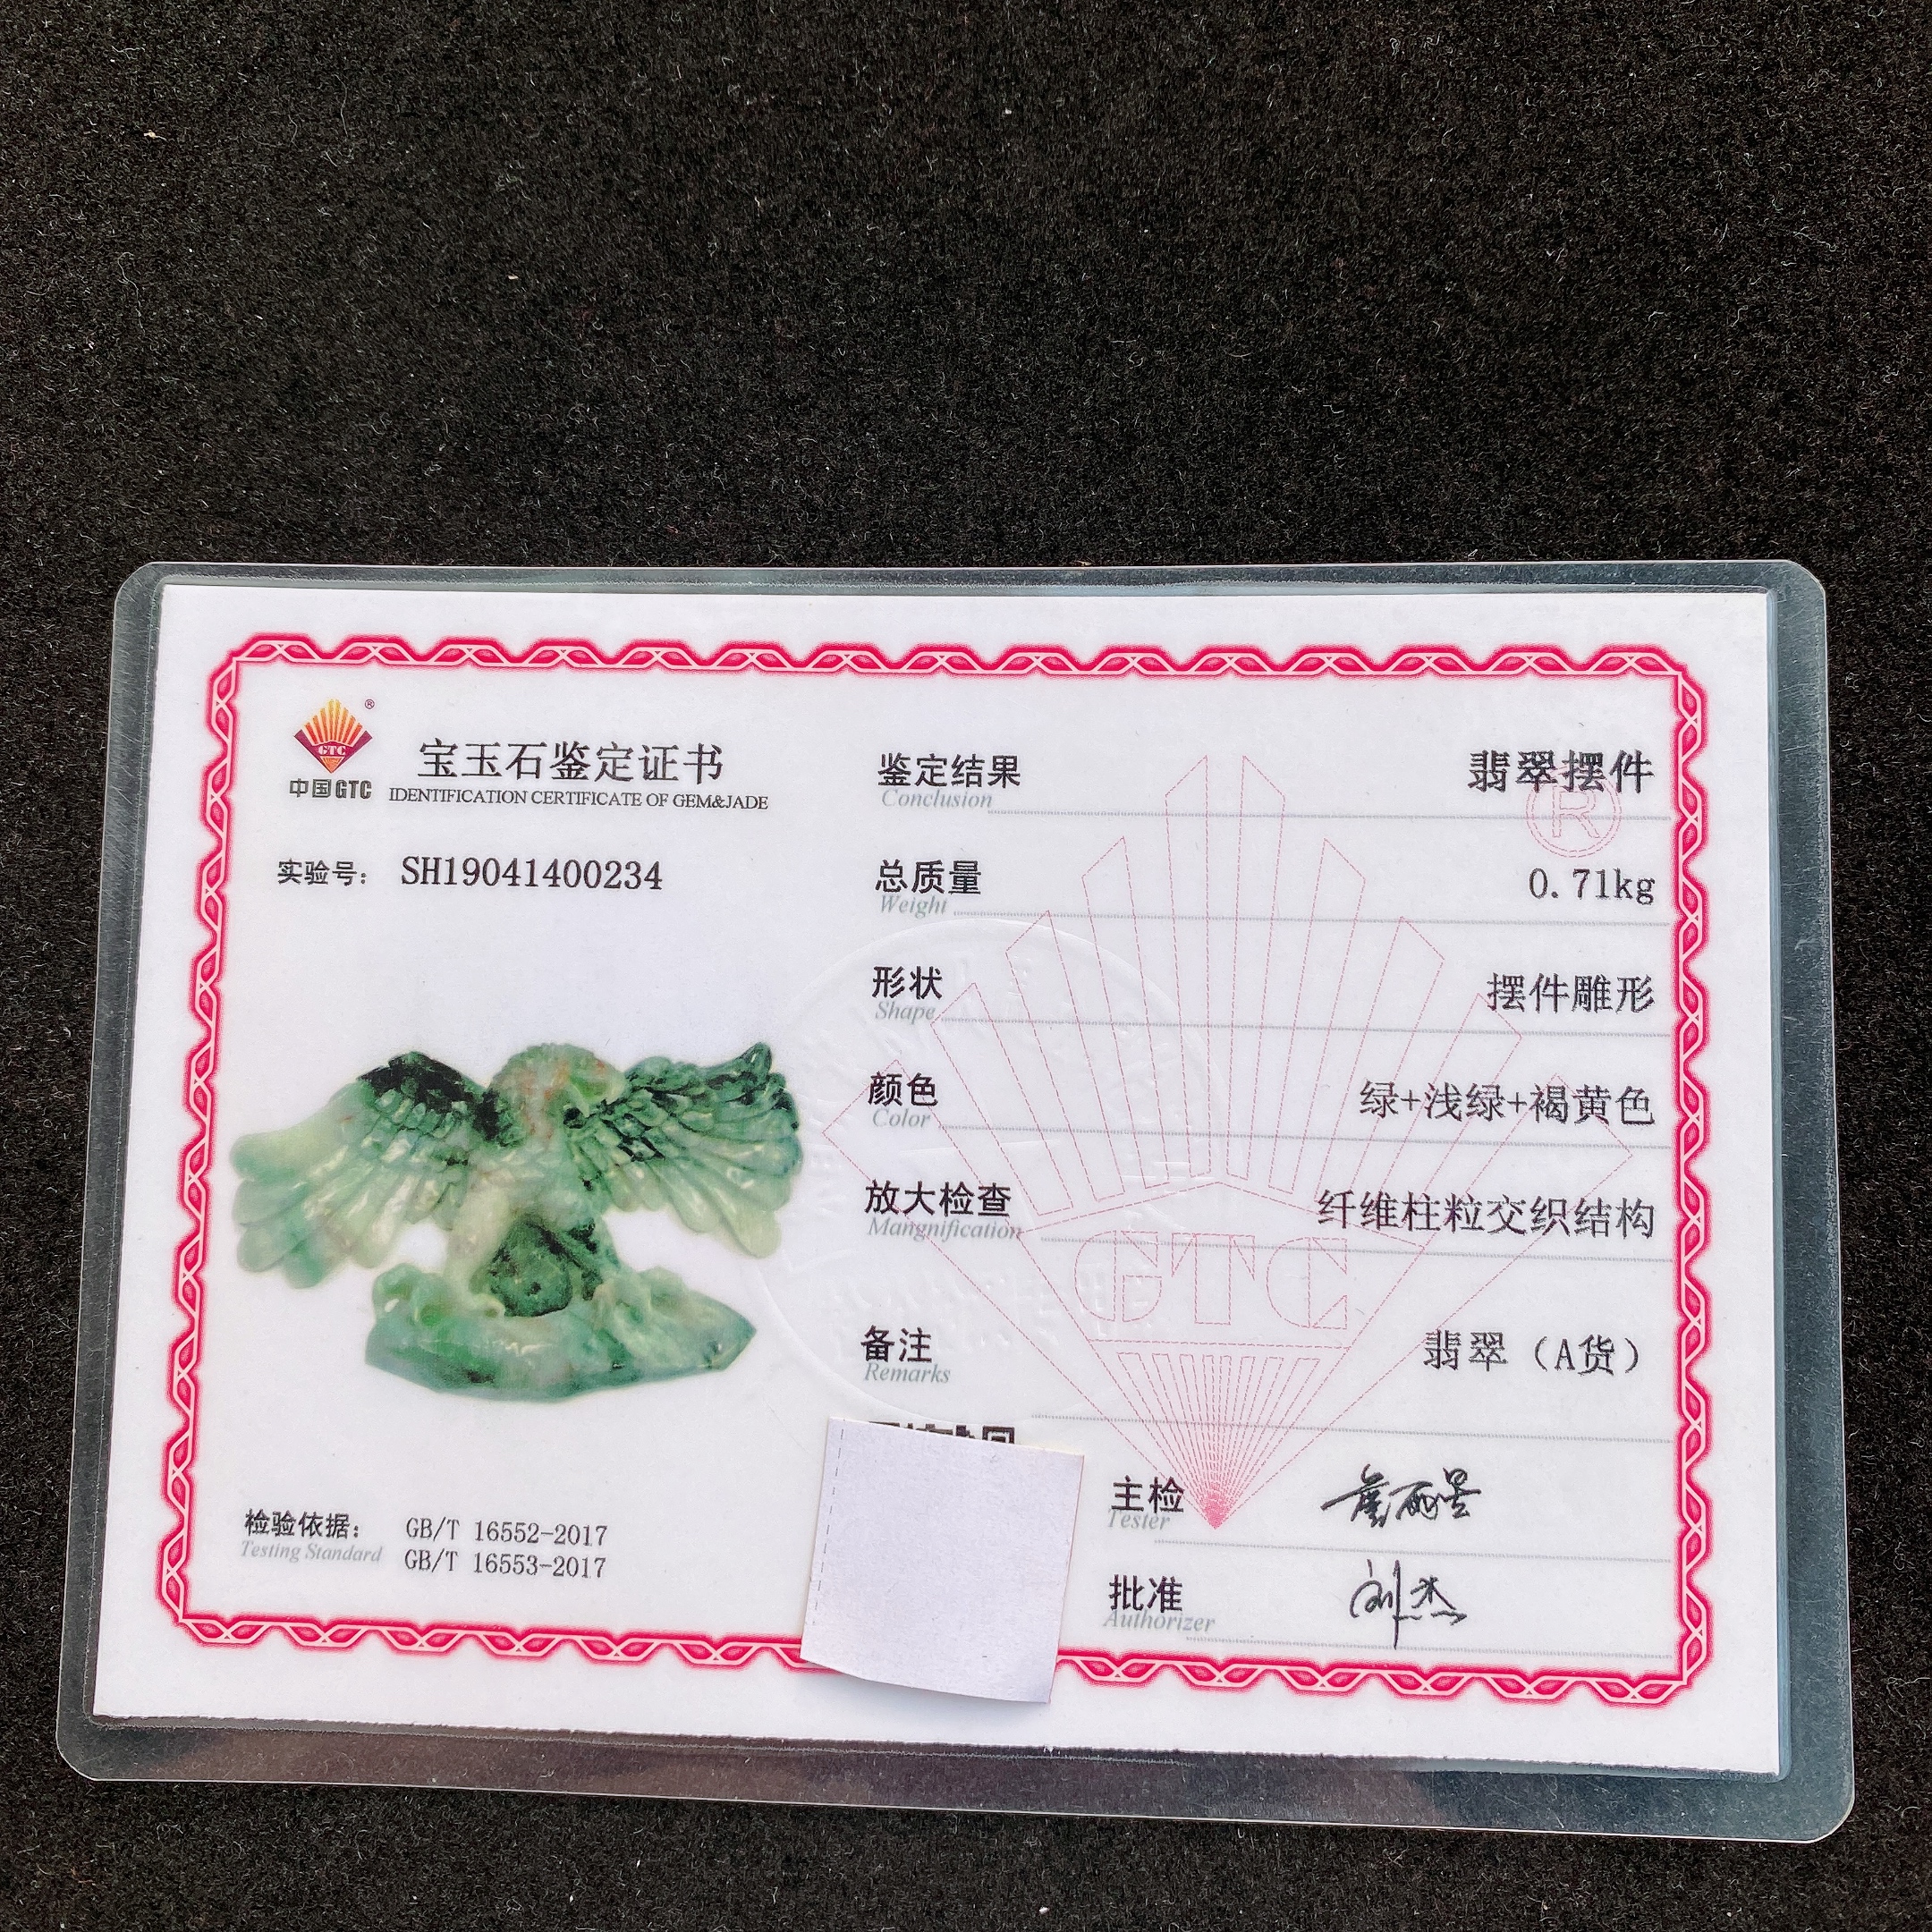 GTC
®
中国GTC
宝玉石鉴定证书
IDENTIFICATION CERTIFICATE OF GEM&JADE
实验号: SH19041400234
检验依据: GB/T 16552-2017
Testing Standard GB/T 16553-2017
鉴定结果 翡翠摆件
Conclusion
®
总质量 0.71kg
Weight
形状 摆件雕形
Shape
颜色 绿+浅绿+褐黄色
Color
放大检查 纤维柱粒交织结构
Mangnification
GTC
备注 翡翠（A货）
Remarks
主检
Tester
批准 刘杰
Authorizer